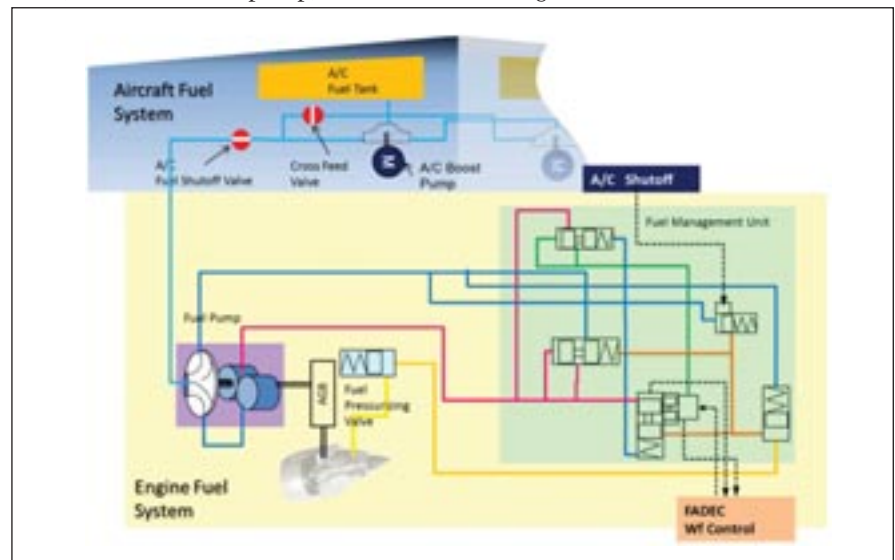 A/C
Fuel Tank
Aircraft Fuel
System
A/C
Fuel Shutoff Valve
Cross Feed
Valve
M
A/C Boost
Pump
A/C Shutoff
Fuel Management Unit
Fuel Pump
AGB
Fuel
Pressurizing
Valve
Engine Fuel
System
FADEC
Wf Control